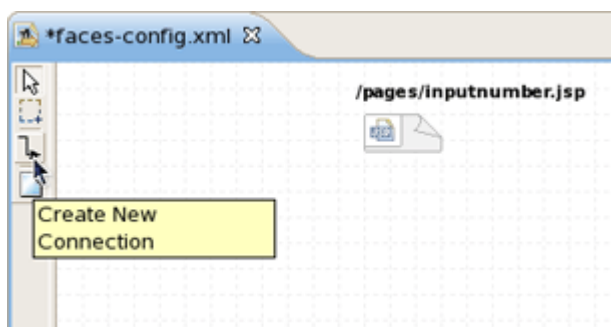 *faces-config.xml
/pages/inputnumber.jsp
Create New
Connection